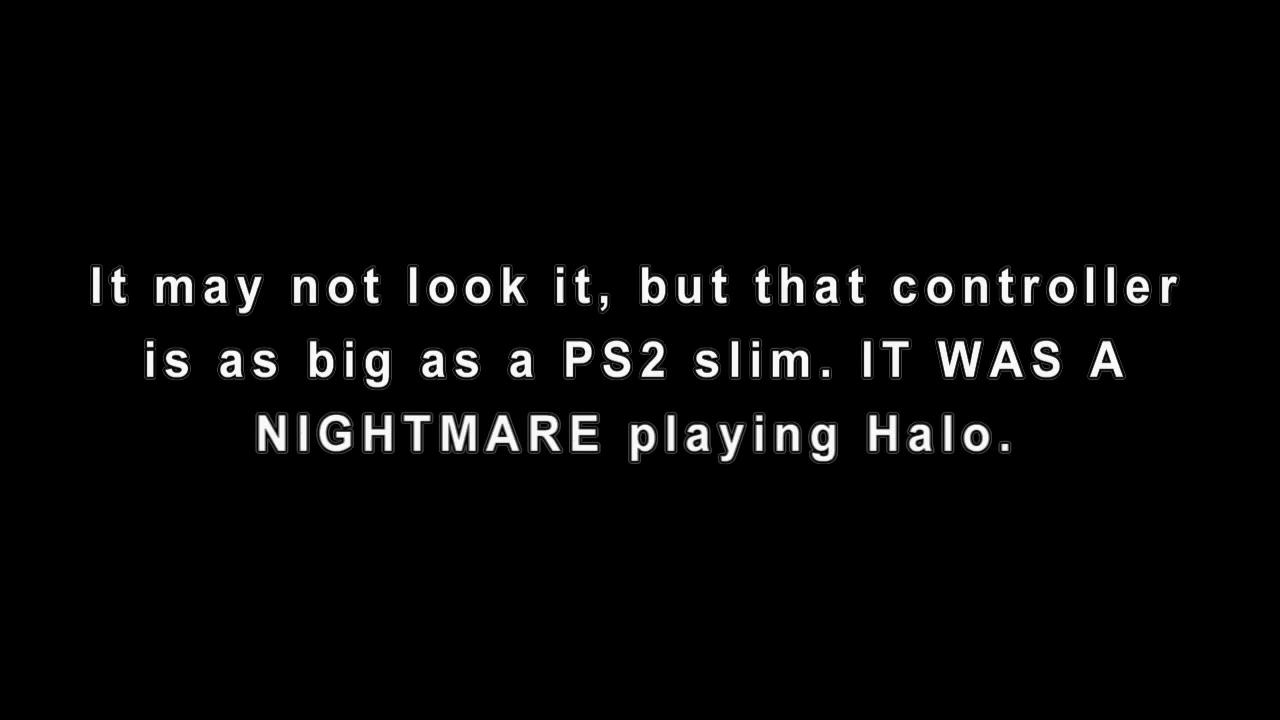 It may not look it, but that controller
is as big as a PS2 slim. IT WAS A
NIGHTMARE playing Halo.